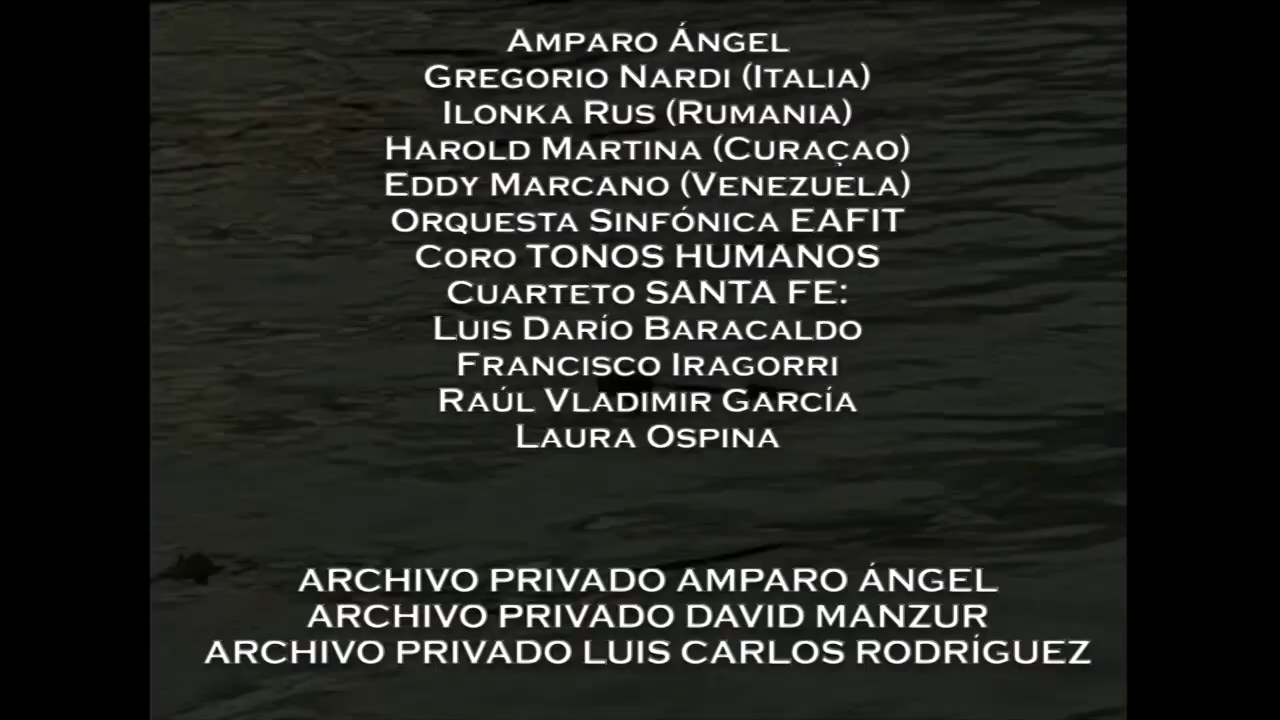 Amparo Ángel
Gregorio Nardi (Italia)
Ilonka Rus (Rumania)
Harold Martina (Curaçao)
Eddy Marcano (Venezuela)
Orquesta Sinfónica EAFIT
Coro TONOS HUMANOS
Cuarteto SANTA FE:
Luis Darío Baracaldo
Francisco Iragorri
Raúl Vladimir García
Laura Ospina
ARCHIVO PRIVADO AMPARO ÁNGEL
ARCHIVO PRIVADO DAVID MANZUR
ARCHIVO PRIVADO LUIS CARLOS RODRÍGUEZ